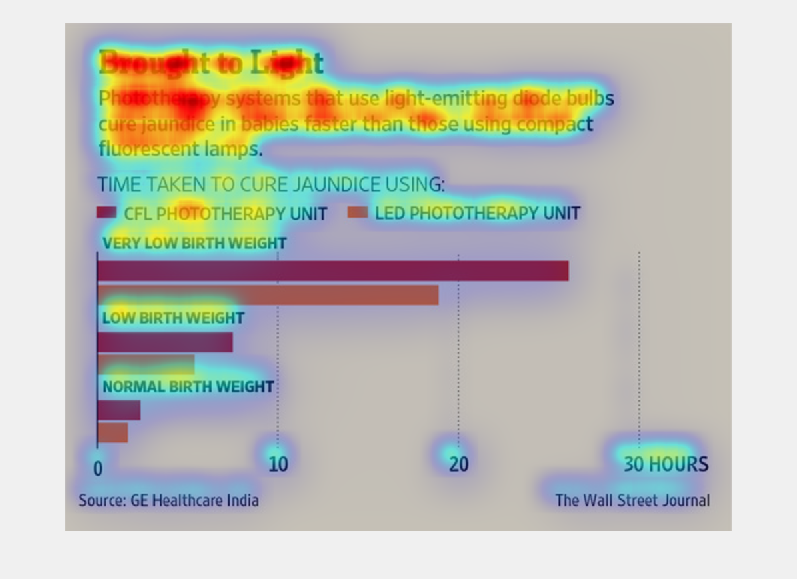 Brought to Light
Phototherapy systems that use light-emitting diode bulbs
cure jaundice in babies faster than those using compact
fluorescent lamps.
TIME TAKEN TO CURE JAUNDICE USING:
CFL PHOTOTHERAPY UNIT LED PHOTOTHERAPY UNIT
VERY LOW BIRTH WEIGHT
LOW BIRTH WEIGHT
NORMAL BIRTH WEIGHT
0 10 20 30 HOURS
Source: GE Healthcare India The Wall Street Journal